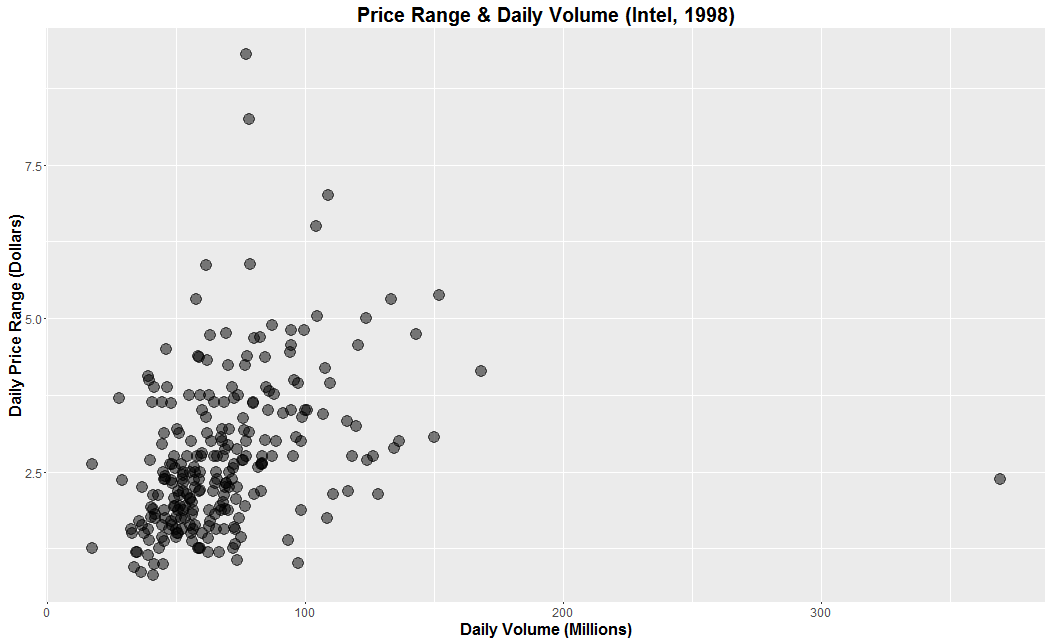 Price Range & Daily Volume (Intel, 1998)
Daily Price Range (Dollars)
7.5
5.0
2.5
0 100 200 300
Daily Volume (Millions)